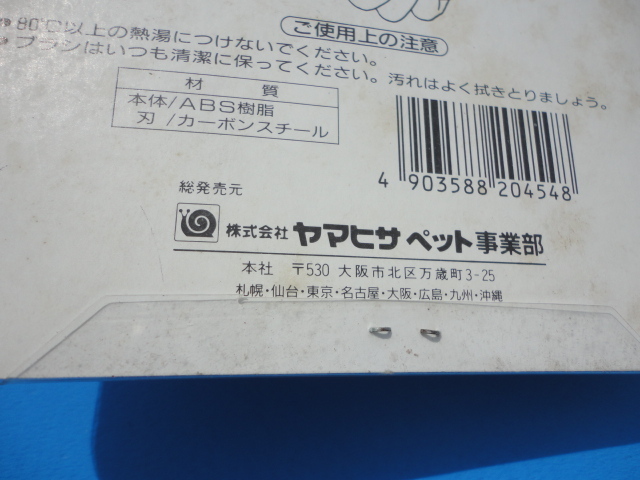 ご使用上の注意
80℃以上の熱湯につけないでください。
ブラシはいつも清潔に保ってください。汚れはよく拭きとりましょう。
材質
本体/ABS樹脂
刃/カーボンスチール
4 903588 204548
総発売元
株式会社 ヤマヒサ ペット事業部
本社 〒530 大阪市北区万歳町3-25
札幌・仙台・東京・名古屋・大阪・広島・九州・沖縄